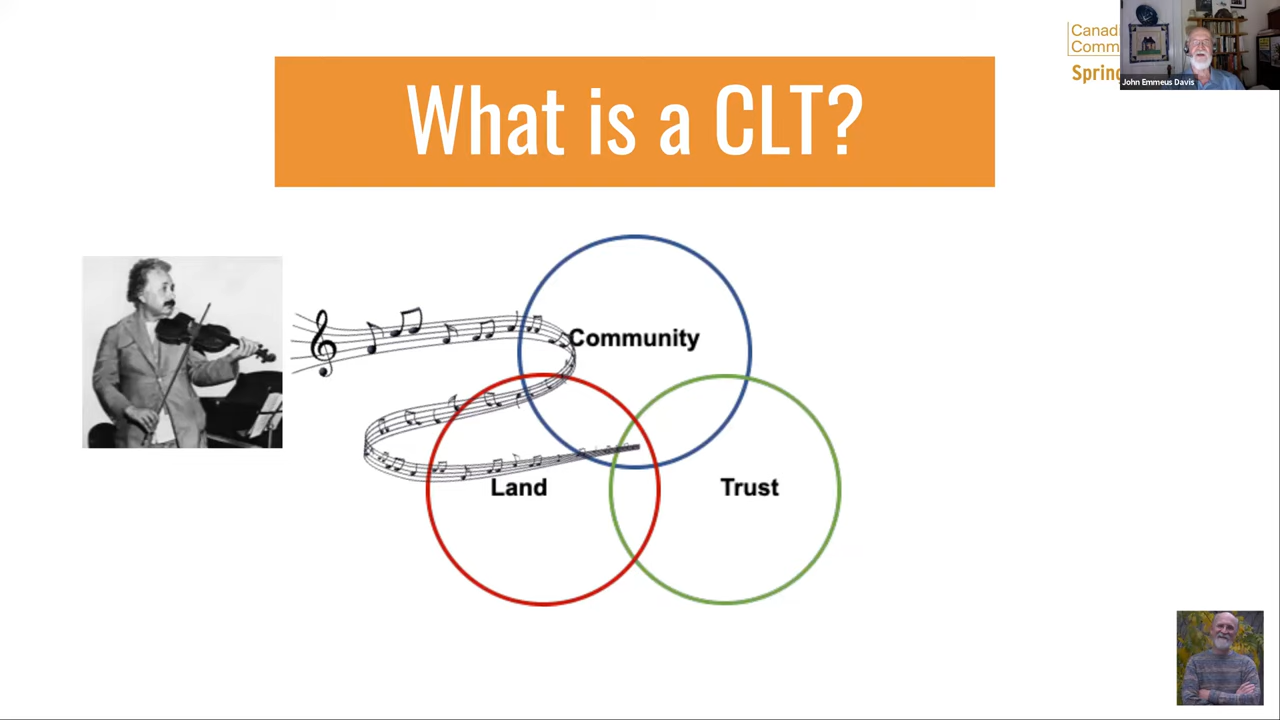 What is a CLT?
Canad
Comm
Spring
John Emmeus Davis
Community
Land
Trust